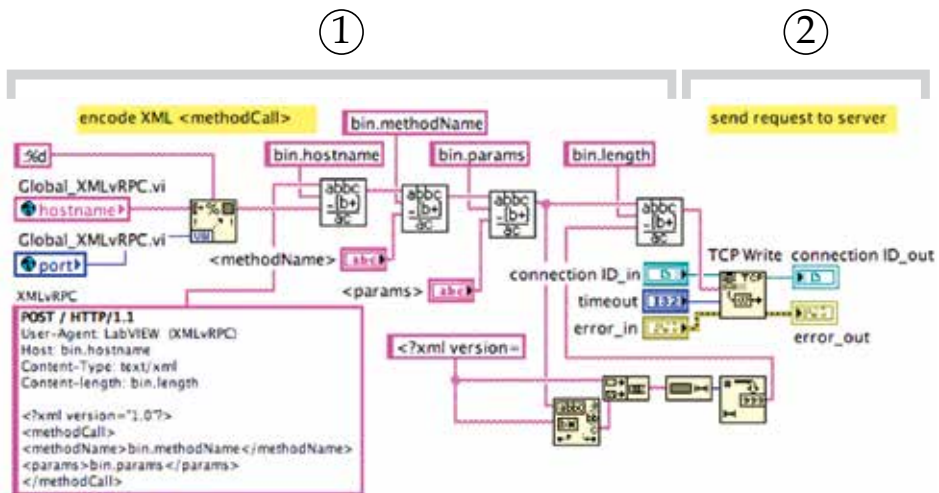 ① ②
encode XML <methodCall>
send request to server
bin.methodName
:%d
bin.hostname
bin.params
bin.length
Global_XMLvRPC.vi
hostname
Global_XMLvRPC.vi
port
<methodName> abc
<params> abc
TCP Write connection ID_out
connection ID_in
timeout I32
error_in
error_out
XMLvRPC
POST / HTTP/1.1
User-Agent: LabVIEW (XMLvRPC)
Host: bin.hostname
Content-Type: text/xml
Content-length: bin.length
<?xml version="1.0"?>
<methodCall>
<methodName>bin.methodName</methodName>
<params>bin.params</params>
</methodCall>
<?xml version=